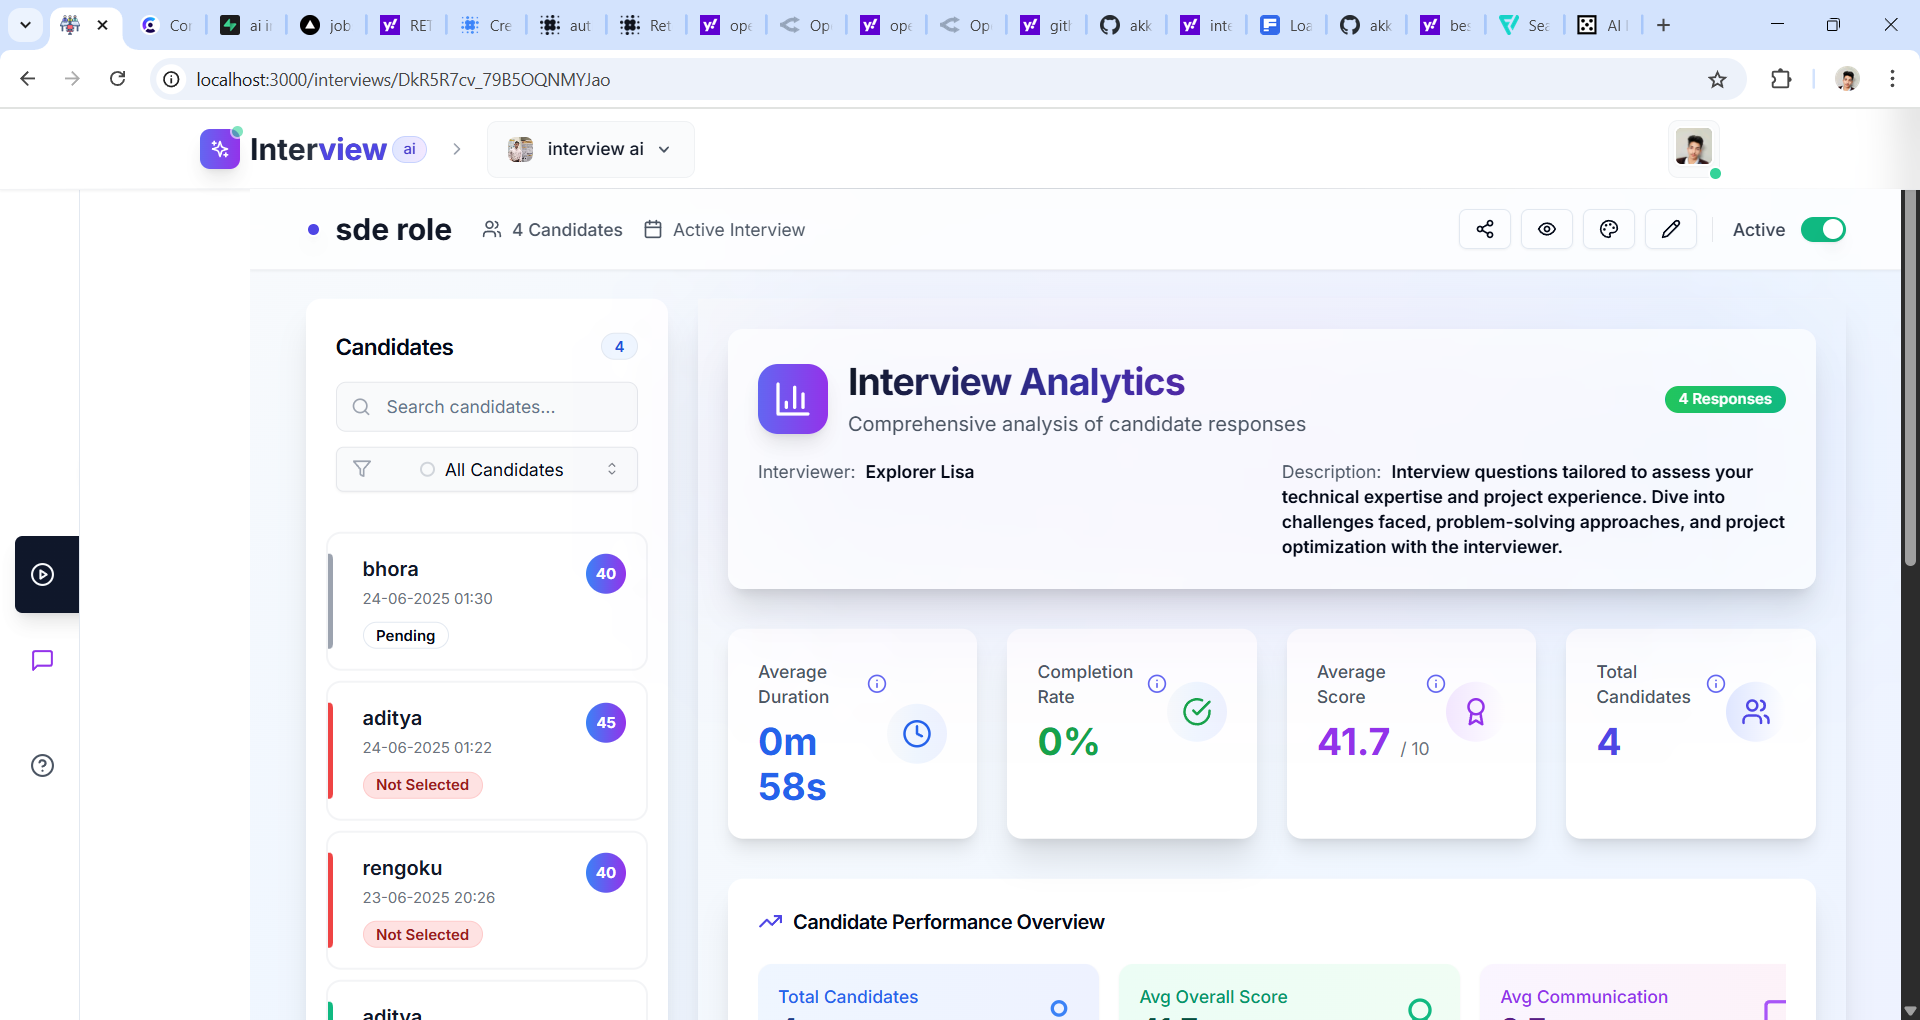 Cor
ai i
job
RET
Cre
aut
Ret
ope
Op
ope
Op
gitl
akk
inte
Loa
akk
bes
Sea
AI I
localhost:3000/interviews/DkR5R7cv_79B5OQNMYJao
Interview ai
interview ai
sde role
4 Candidates
Active Interview
Active
Candidates
4
Search candidates...
All Candidates
bhora
40
24-06-2025 01:30
Pending
aditya
45
24-06-2025 01:22
Not Selected
rengoku
40
23-06-2025 20:26
Not Selected
aditya
Interview Analytics
Comprehensive analysis of candidate responses
4 Responses
Interviewer: Explorer Lisa
Description: Interview questions tailored to assess your
technical expertise and project experience. Dive into
challenges faced, problem-solving approaches, and project
optimization with the interviewer.
Average
Duration
0m
58s
Completion
Rate
0%
Average
Score
41.7 / 10
Total
Candidates
4
Candidate Performance Overview
Total Candidates
Avg Overall Score
Avg Communication